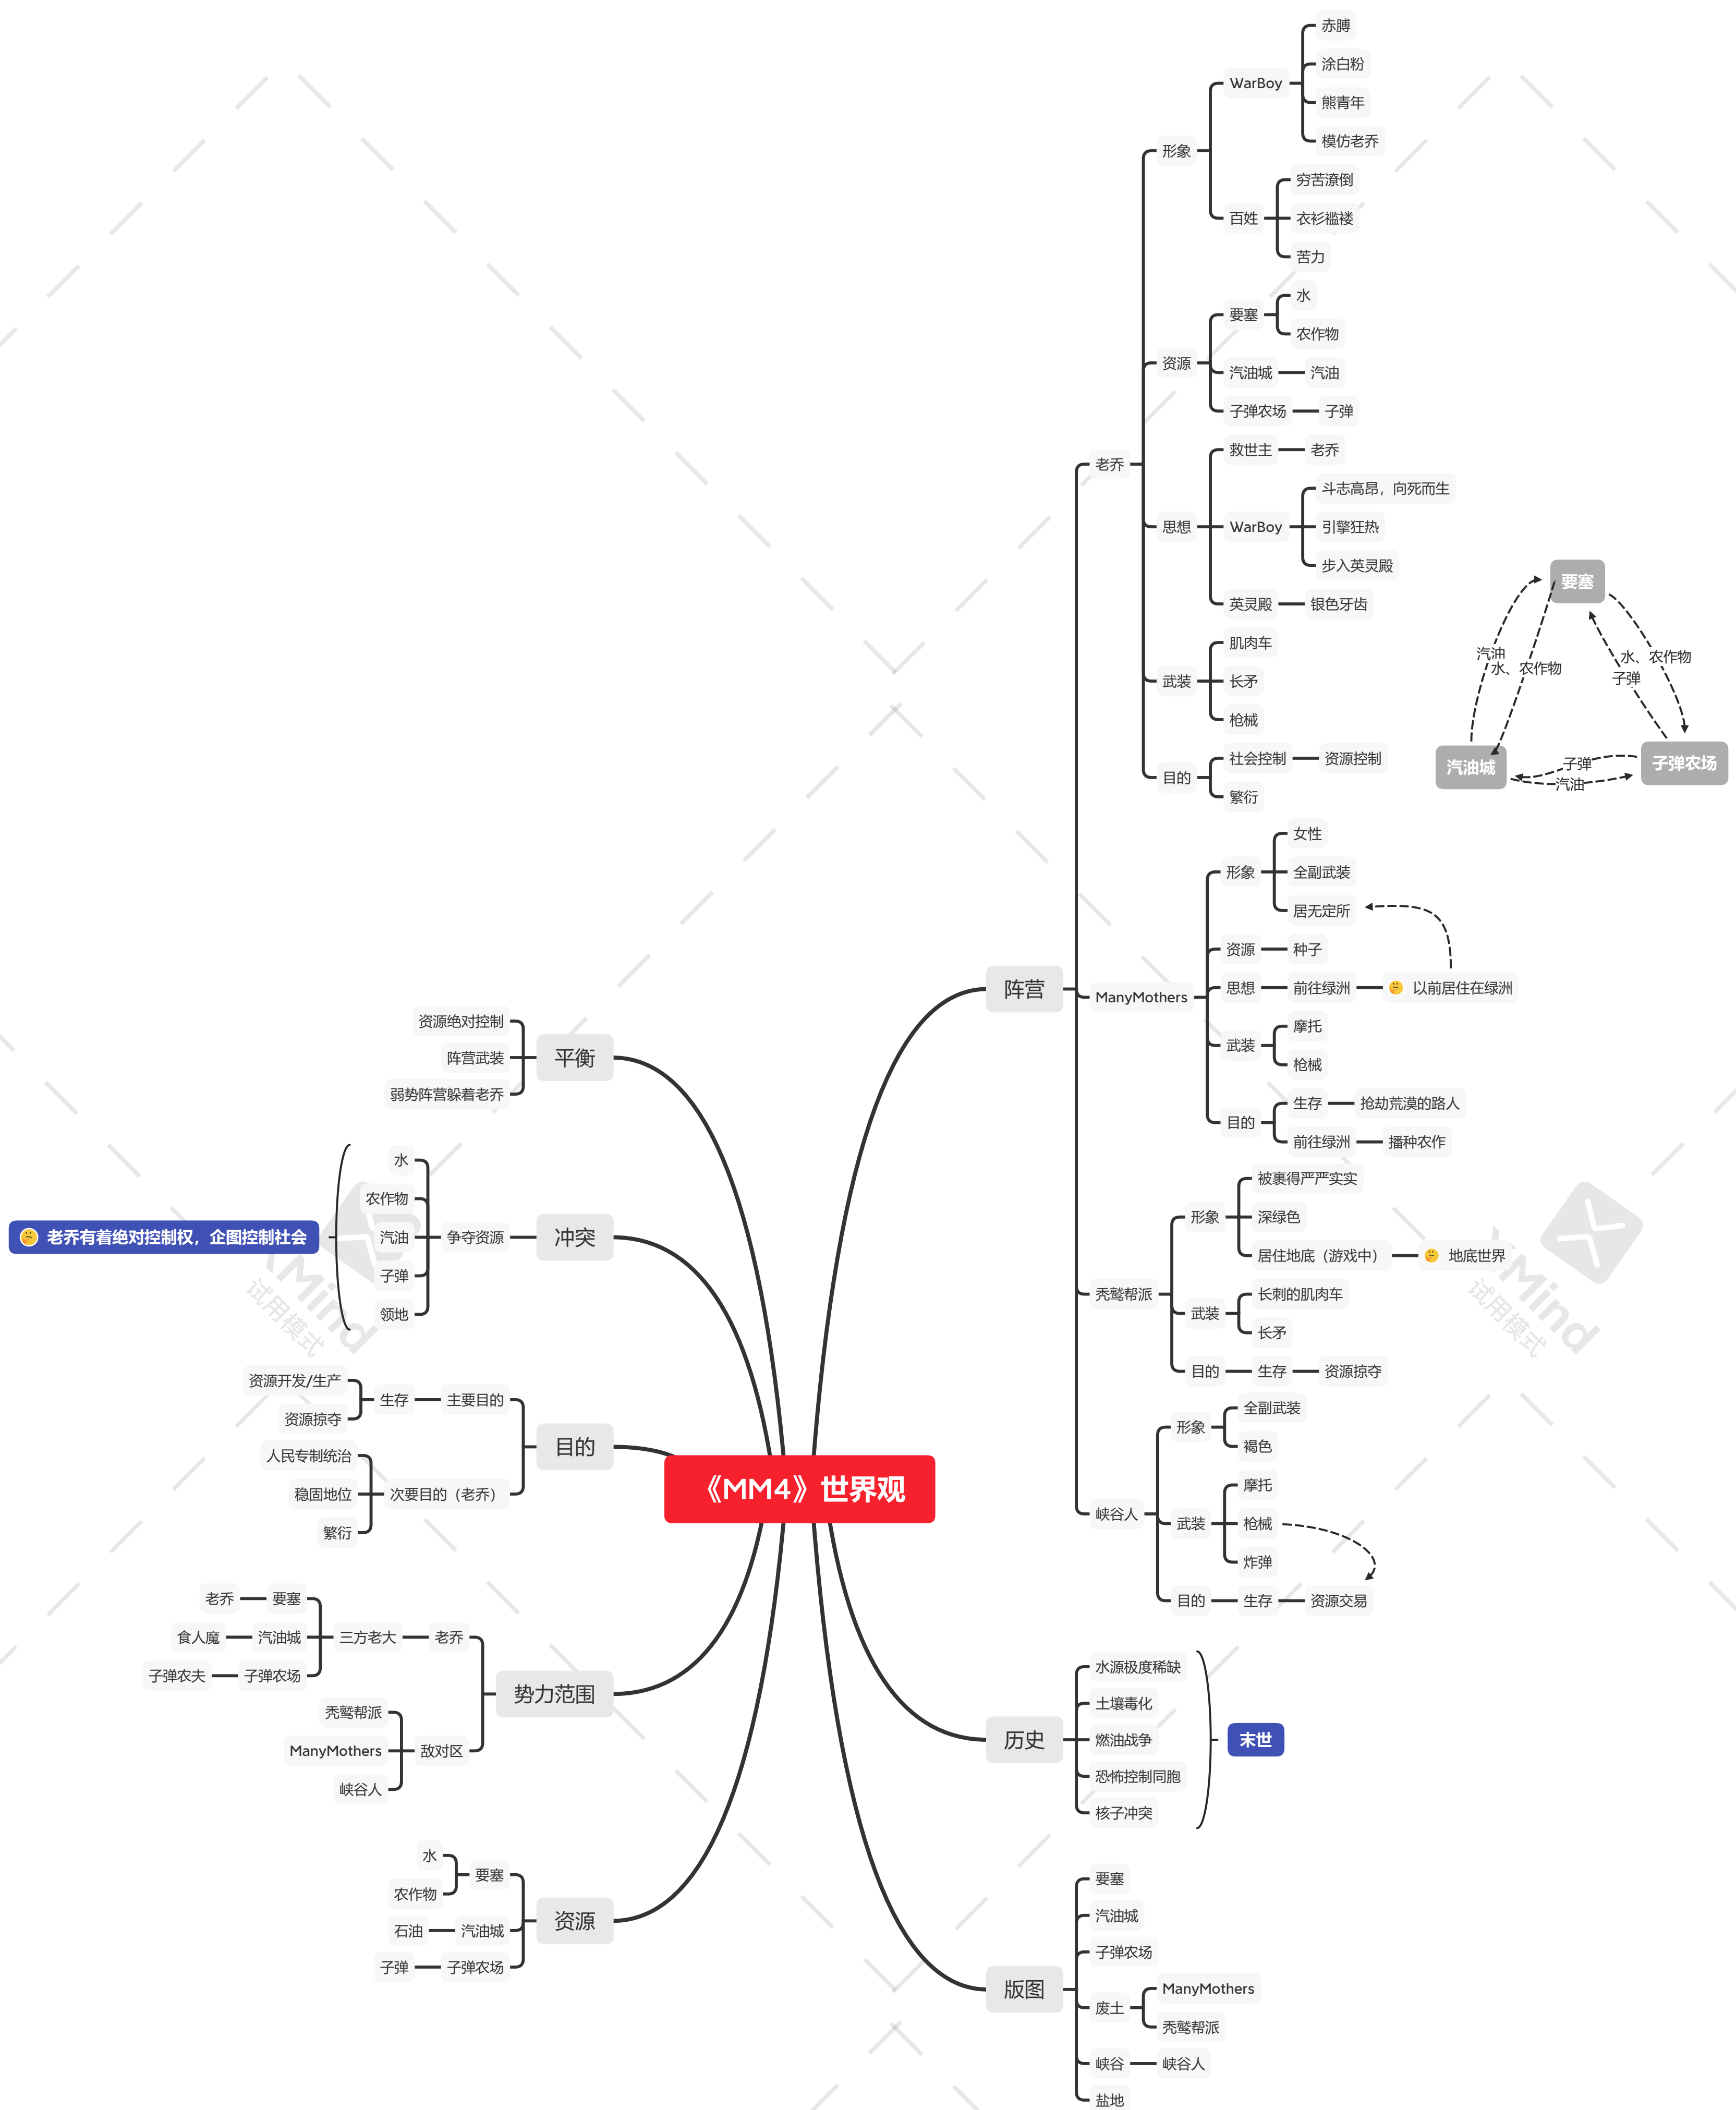 《MM4》世界观
阵营
老乔
形象
WarBoy
赤膊
涂白粉
熊青年
模仿老乔
百姓
穷苦潦倒
衣衫褴褛
苦力
资源
要塞
水
农作物
汽油城
汽油
子弹农场
子弹
思想
救世主
老乔
WarBoy
斗志高昂，向死而生
引擎狂热
步入英灵殿
英灵殿
银色牙齿
武装
肌肉车
长矛
枪械
目的
社会控制
资源控制
繁衍
要塞
汽油
水、农作物
水、农作物
子弹
汽油城
子弹农场
子弹
汽油
ManyMothers
形象
女性
全副武装
居无定所
资源
种子
思想
前往绿洲
以前居住在绿洲
武装
摩托
枪械
目的
生存
抢劫荒漠的路人
前往绿洲
播种农作
秃鹫帮派
形象
被裹得严严实实
深绿色
居住地底（游戏中）
地底世界
武装
长刺的肌肉车
长矛
目的
生存
资源掠夺
峡谷人
形象
全副武装
褐色
武装
摩托
枪械
炸弹
目的
生存
资源交易
历史
水源极度稀缺
土壤毒化
燃油战争
恐怖控制同胞
核子冲突
末世
版图
要塞
汽油城
子弹农场
废土
ManyMothers
秃鹫帮派
峡谷
峡谷人
盐地
平衡
资源绝对控制
阵营武装
弱势阵营躲着老乔
冲突
争夺资源
水
农作物
汽油
子弹
领地
老乔有着绝对控制权，企图控制社会
目的
主要目的
生存
资源开发/生产
资源掠夺
次要目的（老乔）
人民专制统治
稳固地位
繁衍
势力范围
老乔
三方老大
要塞
老乔
汽油城
食人魔
子弹农场
子弹农夫
敌对区
秃鹫帮派
ManyMothers
峡谷人
资源
要塞
水
农作物
汽油城
石油
子弹农场
子弹
XMind
试用模式
XMind
试用模式